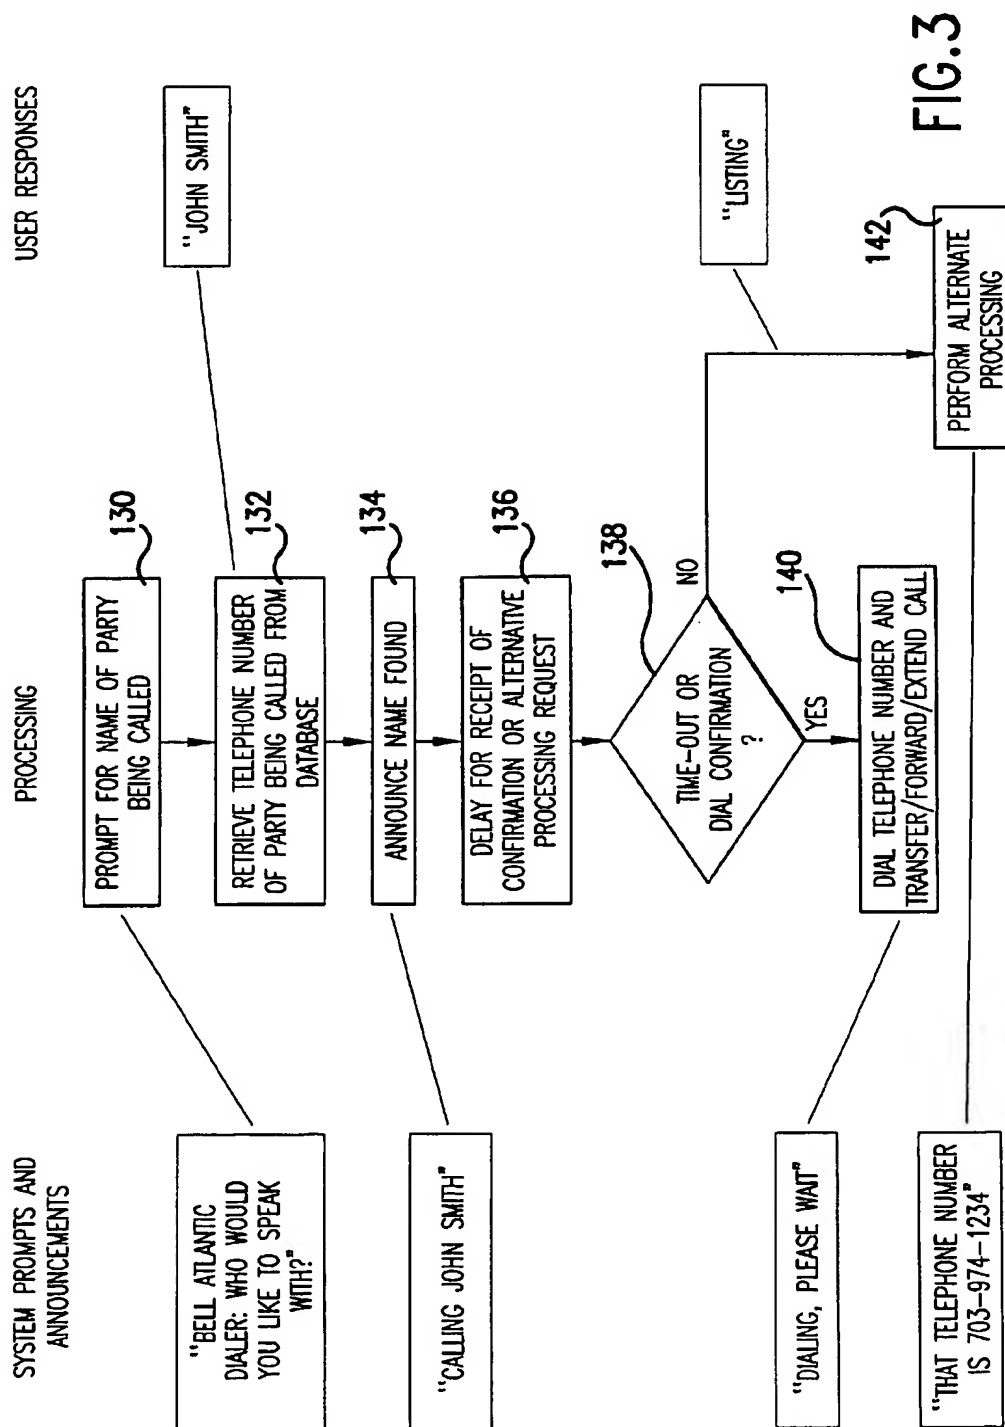 SYSTEM PROMPTS AND
ANNOUNCEMENTS
PROCESSING
USER RESPONSES
"BELL ATLANTIC
DIALER: WHO WOULD
YOU LIKE TO SPEAK
WITH?"
PROMPT FOR NAME OF PARTY
BEING CALLED
130
"JOHN SMITH"
RETRIEVE TELEPHONE NUMBER
OF PARTY BEING CALLED FROM
DATABASE
132
"CALLING JOHN SMITH"
ANNOUNCE NAME FOUND
134
DELAY FOR RECEIPT OF
CONFIRMATION OR ALTERNATIVE
PROCESSING REQUEST
136
TIME-OUT OR
DIAL CONFIRMATION
?
138
NO
YES
"LISTING"
"DIALING, PLEASE WAIT"
DIAL TELEPHONE NUMBER AND
TRANSFER/FORWARD/EXTEND CALL
140
"THAT TELEPHONE NUMBER
IS 703-974-1234"
PERFORM ALTERNATE
PROCESSING
142
FIG.3